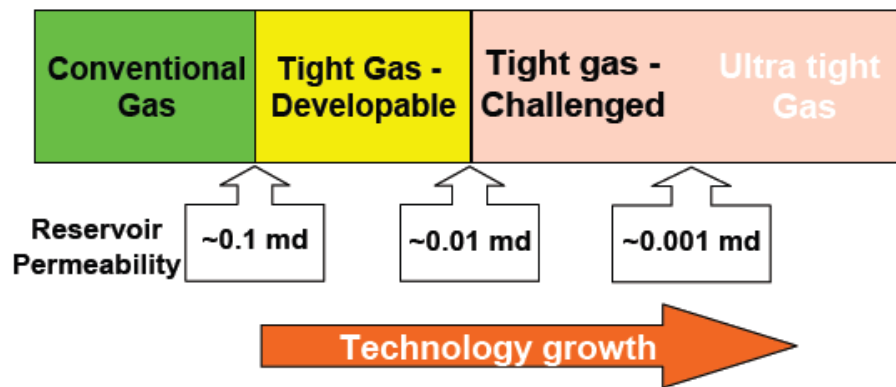 Conventional
Gas
Tight Gas -
Developable
Tight gas -
Challenged
Ultra tight
Gas
Reservoir
Permeability
~0.1 md
~0.01 md
~0.001 md
Technology growth